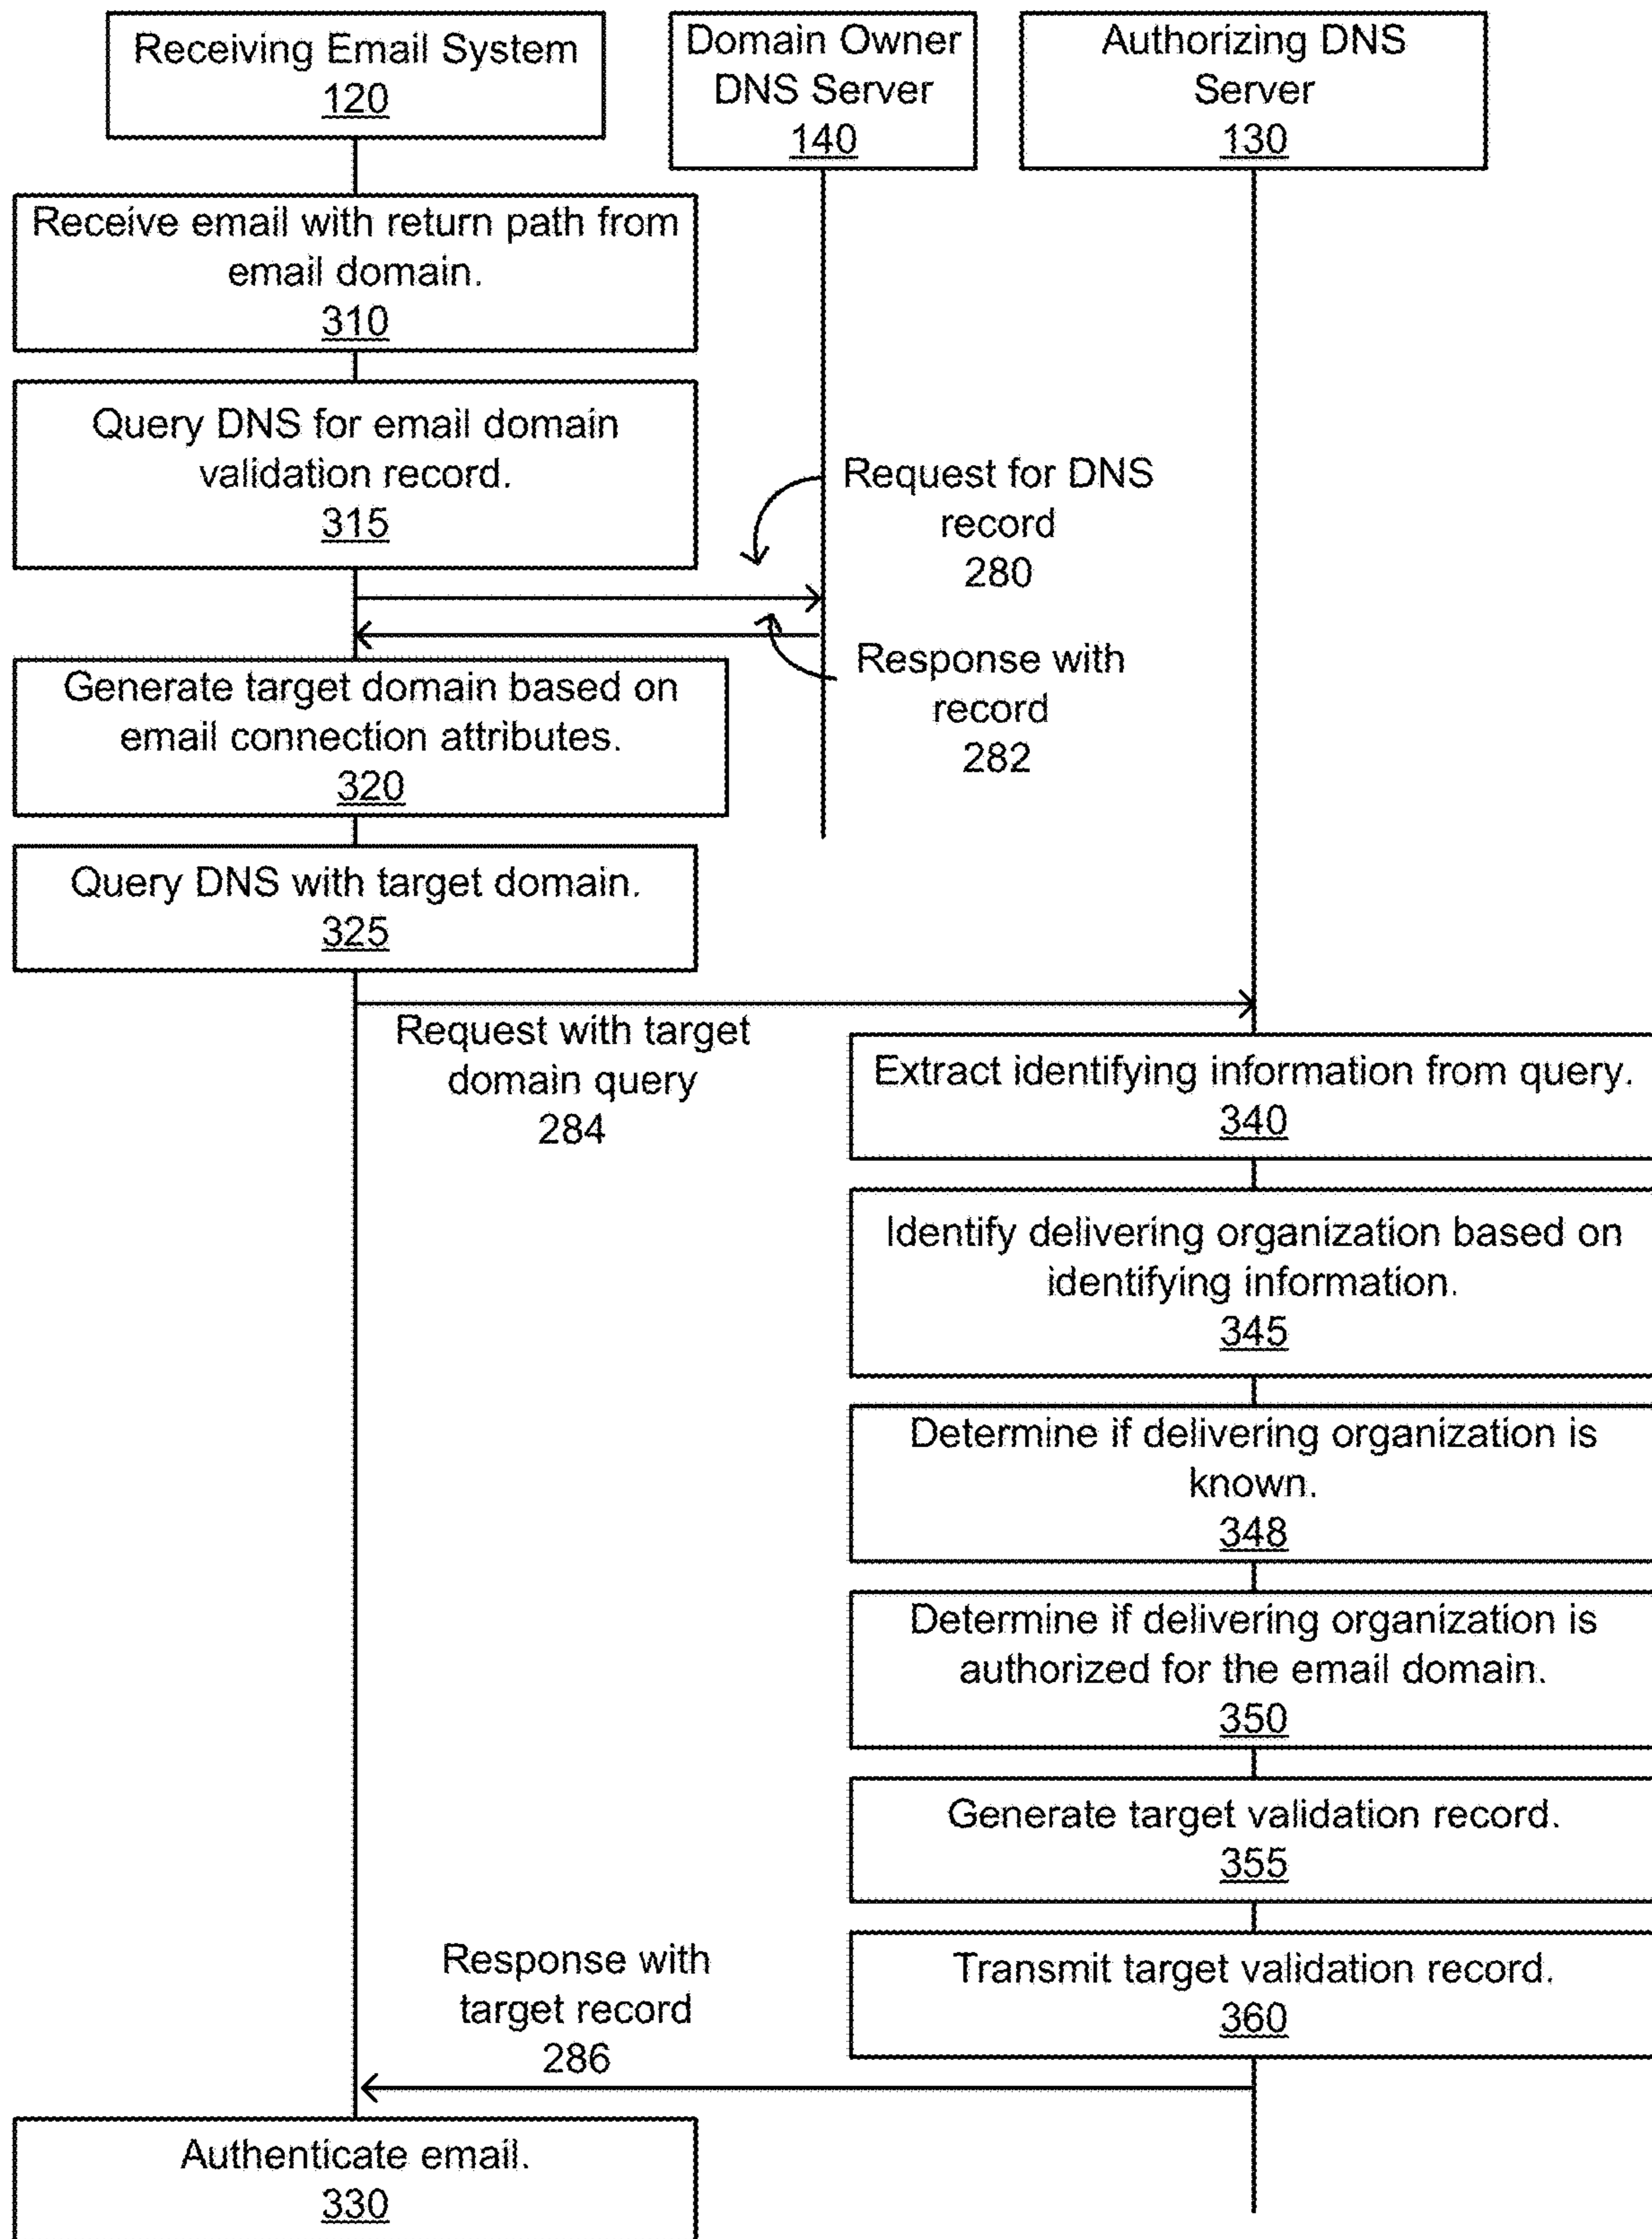 Receiving Email System
120
Domain Owner
DNS Server
140
Authorizing DNS
Server
130
Receive email with return path from
email domain.
310
Query DNS for email domain
validation record.
315
Request for DNS
record
280
Response with
record
282
Generate target domain based on
email connection attributes.
320
Query DNS with target domain.
325
Request with target
domain query
284
Extract identifying information from query.
340
Identify delivering organization based on
identifying information.
345
Determine if delivering organization is
known.
348
Determine if delivering organization is
authorized for the email domain.
350
Generate target validation record.
355
Transmit target validation record.
360
Response with
target record
286
Authenticate email.
330